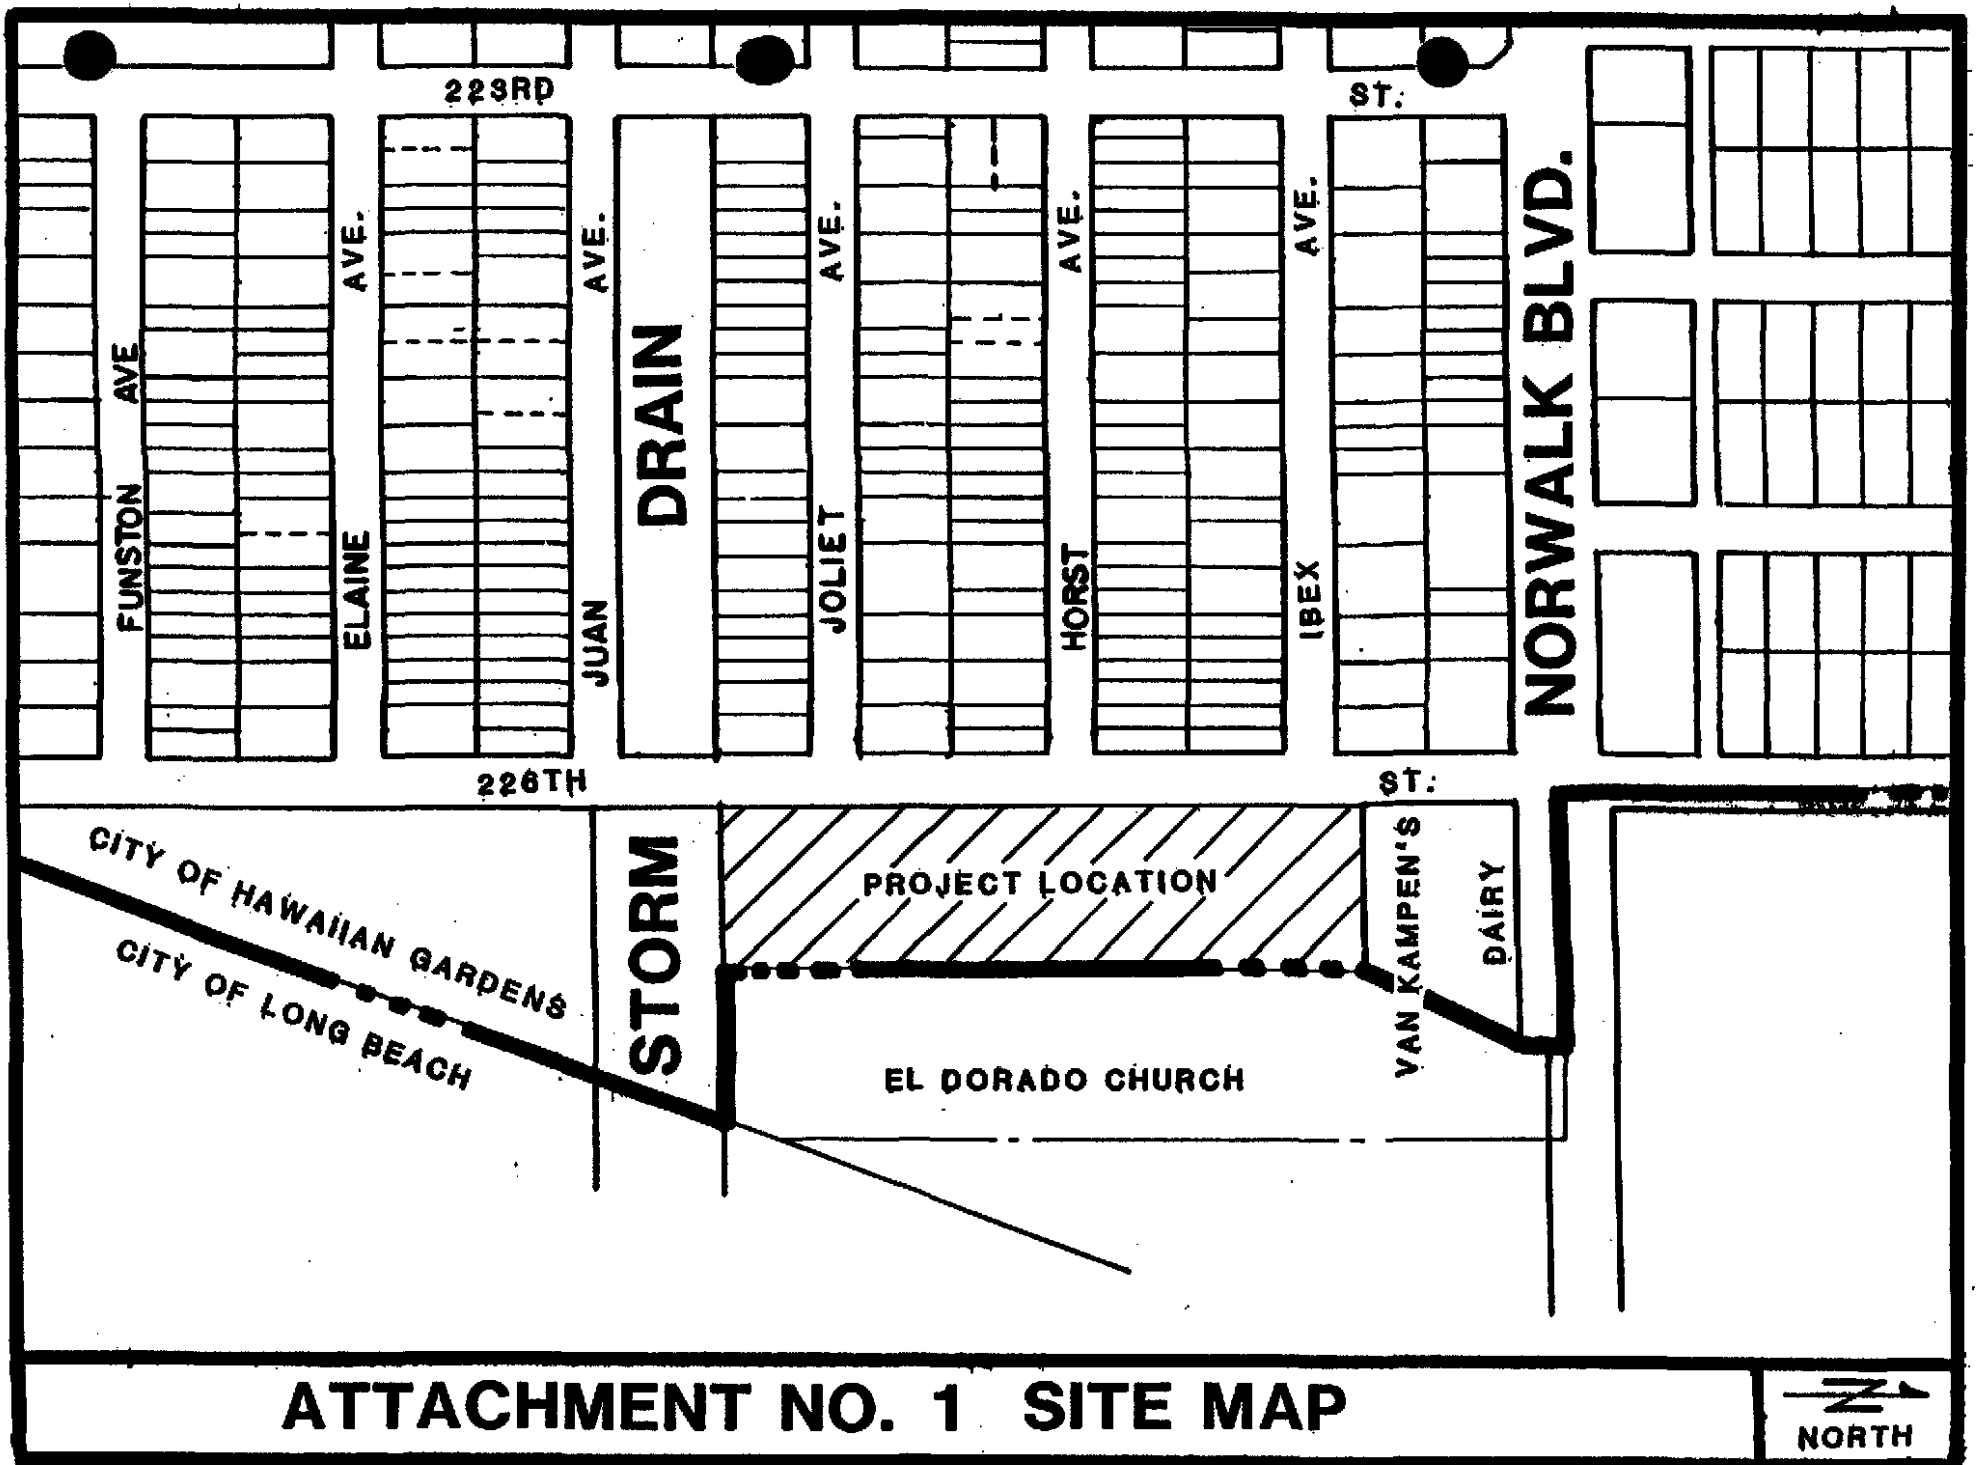 223RD ST.
FUNSTON AVE
ELAINE AVE.
JUAN AVE.
STORM DRAIN
JOLIET AVE.
HORST AVE.
IBEX AVE.
NORWALK BLVD.
226TH ST.
CITY OF HAWAIIAN GARDENS
CITY OF LONG BEACH
PROJECT LOCATION
VAN KAMPEN'S
DAIRY
EL DORADO CHURCH
ATTACHMENT NO. 1 SITE MAP
N
NORTH